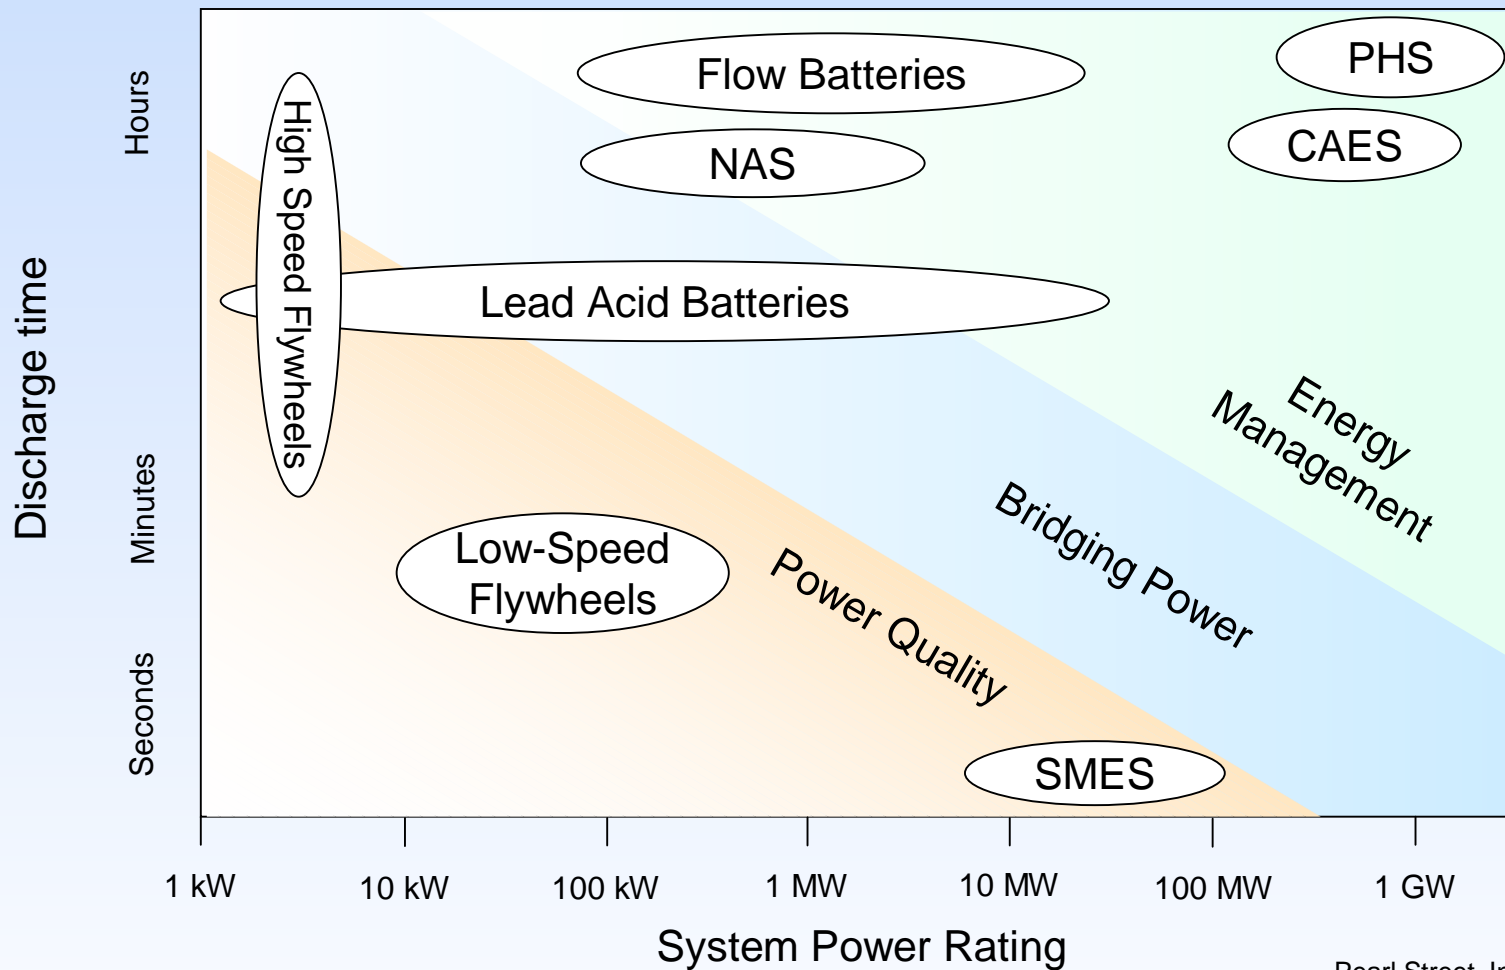 Flow Batteries
PHS
NAS
CAES
High Speed Flywheels
Lead Acid Batteries
Energy
Management
Bridging Power
Low-Speed
Flywheels
Power Quality
SMES
Discharge time
Hours
Minutes
Seconds
1 kW
10 kW
100 kW
1 MW
10 MW
100 MW
1 GW
System Power Rating
Pearl Street